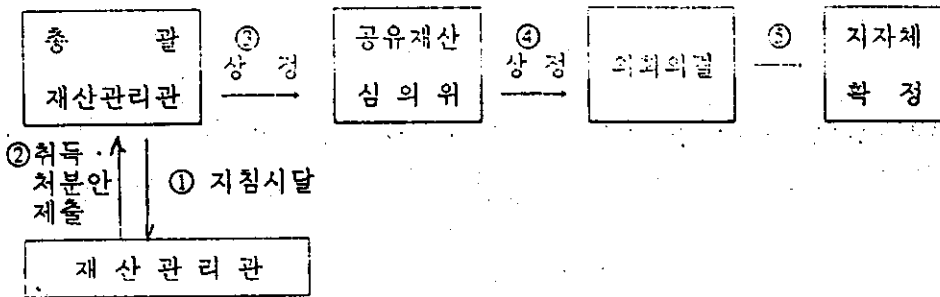 총 괄
재산관리관
③
상 정
공유재산
심 의 위
④
상 정
의회의결
⑤
지자체
확 정
② 취득·
처분안
제출
① 지침시달
재 산 관 리 관